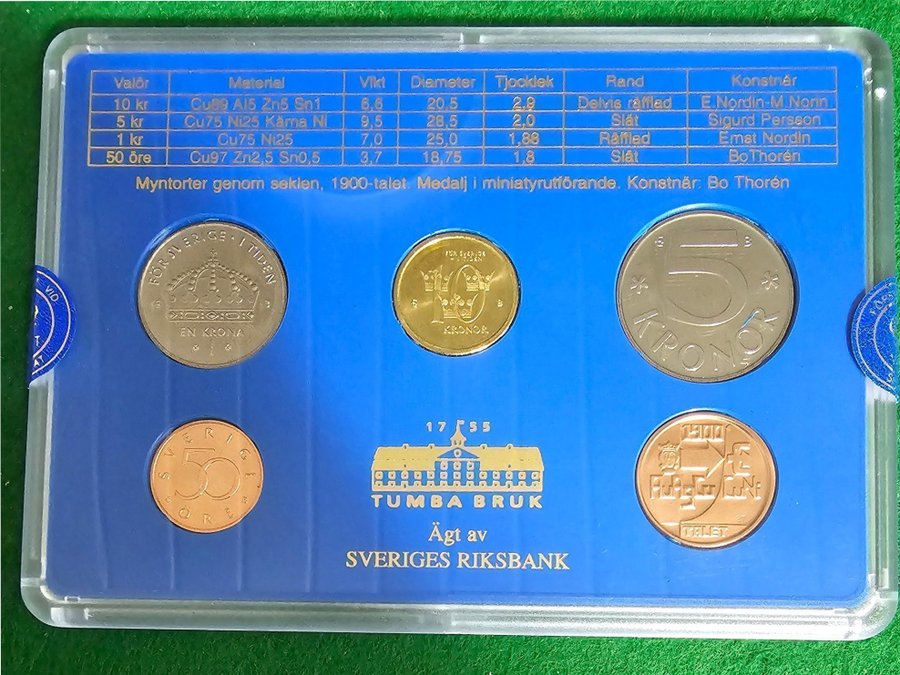 Valör Material Vikt Diameter Tjocklek Rand Konstnär
10 kr Cu89 Al5 Zn5 Sn1 6,6 20,5 2,9 Delvis räfflad E.Nordin-M.Norin
5 kr Cu75 Ni25 Kärna Ni 9,5 28,5 2,0 Slät Sigurd Persson
1 kr Cu75 Ni25 7,0 25,0 1,88 Räfflad Ernst Nordin
50 öre Cu97 Zn2,5 Sn0,5 3,7 18,75 1,8 Slät BoThorén
Myntorter genom seklen, 1900-talet. Medalj i miniatyrutförande. Konstnär: Bo Thorén
FÖR SVERIGE · I TIDEN
EN KRONA
FÖR SVERIGE
I TIDEN
10
KRONOR
5
KRONOR
SVERIGE
50
ÖRE
1755
TUMBA BRUK
Ägt av
SVERIGES RIKSBANK
1900
TALET